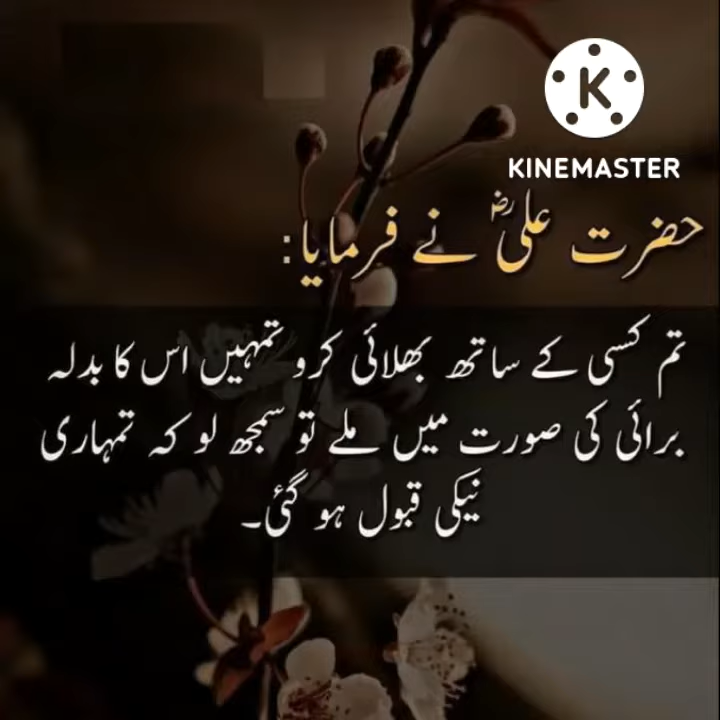 K
KINEMASTER
حضرت علیؓ نے فرمایا:
تم کسی کے ساتھ بھلائی کرو تمہیں اس کا بدلہ
برائی کی صورت میں ملے تو سمجھ لو کہ تمہاری
نیکی قبول ہو گئی۔